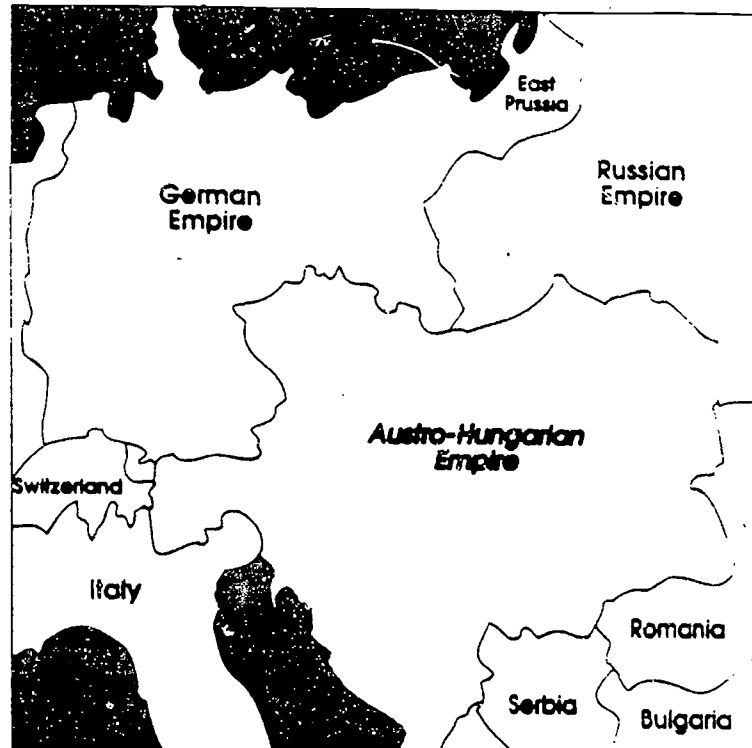 East
Prussia
German
Empire
Russian
Empire
Austro-Hungarian
Empire
Switzerland
Italy
Romania
Serbia
Bulgaria